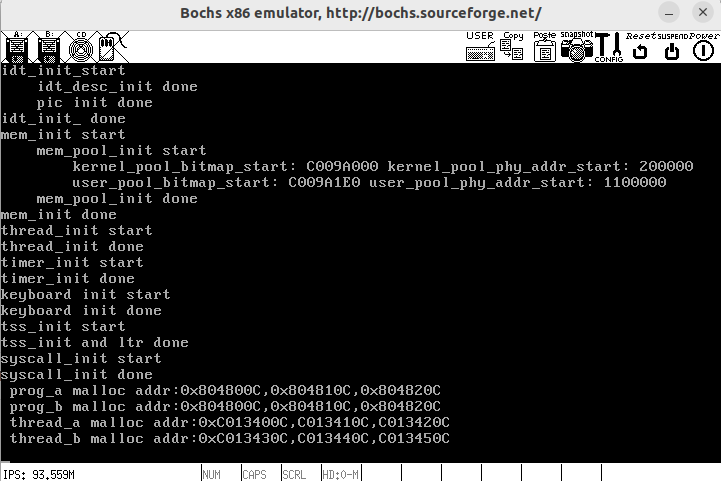 Bochs x86 emulator, http://bochs.sourceforge.net/
A: B: CD USER Copy Paste snapshot CONFIG Reset SUSPEND Power
idt_init_start
idt_desc_init done
pic init done
idt_init_ done
mem_init start
mem_pool_init start
kernel_pool_bitmap_start: C009A000 kernel_pool_phy_addr_start: 200000
user_pool_bitmap_start: C009A1E0 user_pool_phy_addr_start: 1100000
mem_pool_init done
mem_init done
thread_init start
thread_init done
timer_init start
timer_init done
keyboard init start
keyboard init done
tss_init start
tss_init and ltr done
syscall_init start
syscall_init done
prog_a malloc addr:0x804800C,0x804810C,0x804820C
prog_b malloc addr:0x804800C,0x804810C,0x804820C
thread_a malloc addr:0xC013400C,C013410C,C013420C
thread_b malloc addr:0xC013430C,C013440C,C013450C
IPS: 93.559M NUM CAPS SCRL HD:0-M